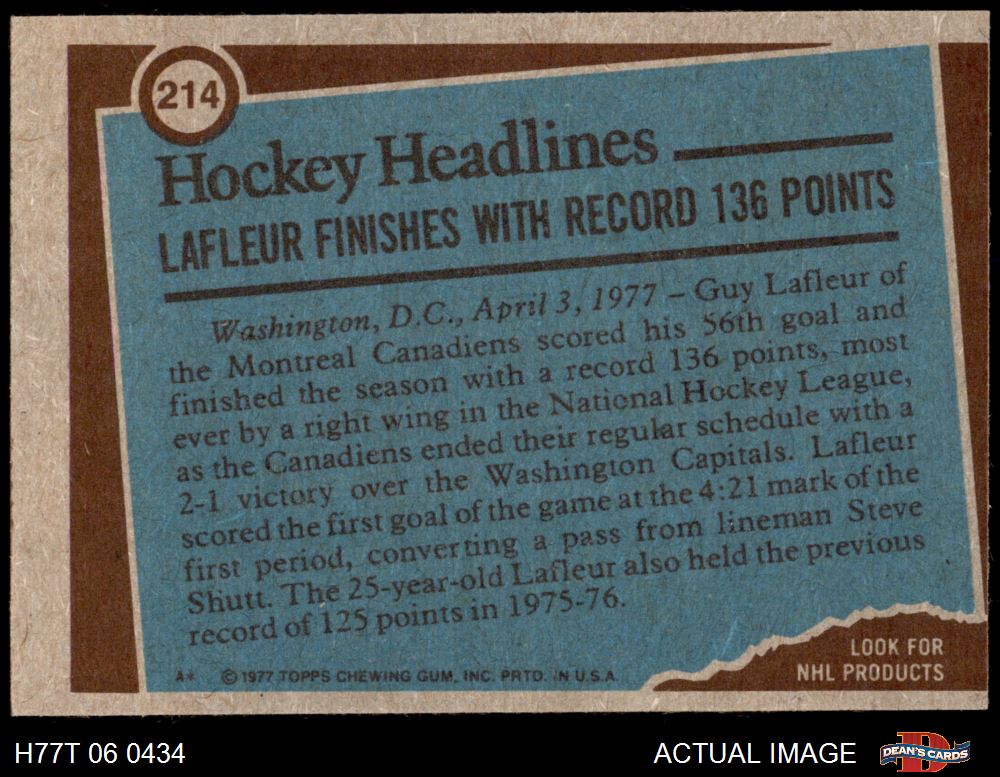 214
Hockey Headlines
LAFLEUR FINISHES WITH RECORD 136 POINTS
Washington, D.C., April 3, 1977 – Guy Lafleur of
the Montreal Canadiens scored his 56th goal and
finished the season with a record 136 points, most
ever by a right wing in the National Hockey League,
as the Canadiens ended their regular schedule with a
2-1 victory over the Washington Capitals. Lafleur
scored the first goal of the game at the 4:21 mark of the
first period, converting a pass from lineman Steve
Shutt. The 25-year-old Lafleur also held the previous
record of 125 points in 1975-76.
A* © 1977 TOPPS CHEWING GUM, INC. PRTD. IN U.S.A.
LOOK FOR
NHL PRODUCTS
H77T 06 0434
ACTUAL IMAGE
DEAN'S CARDS